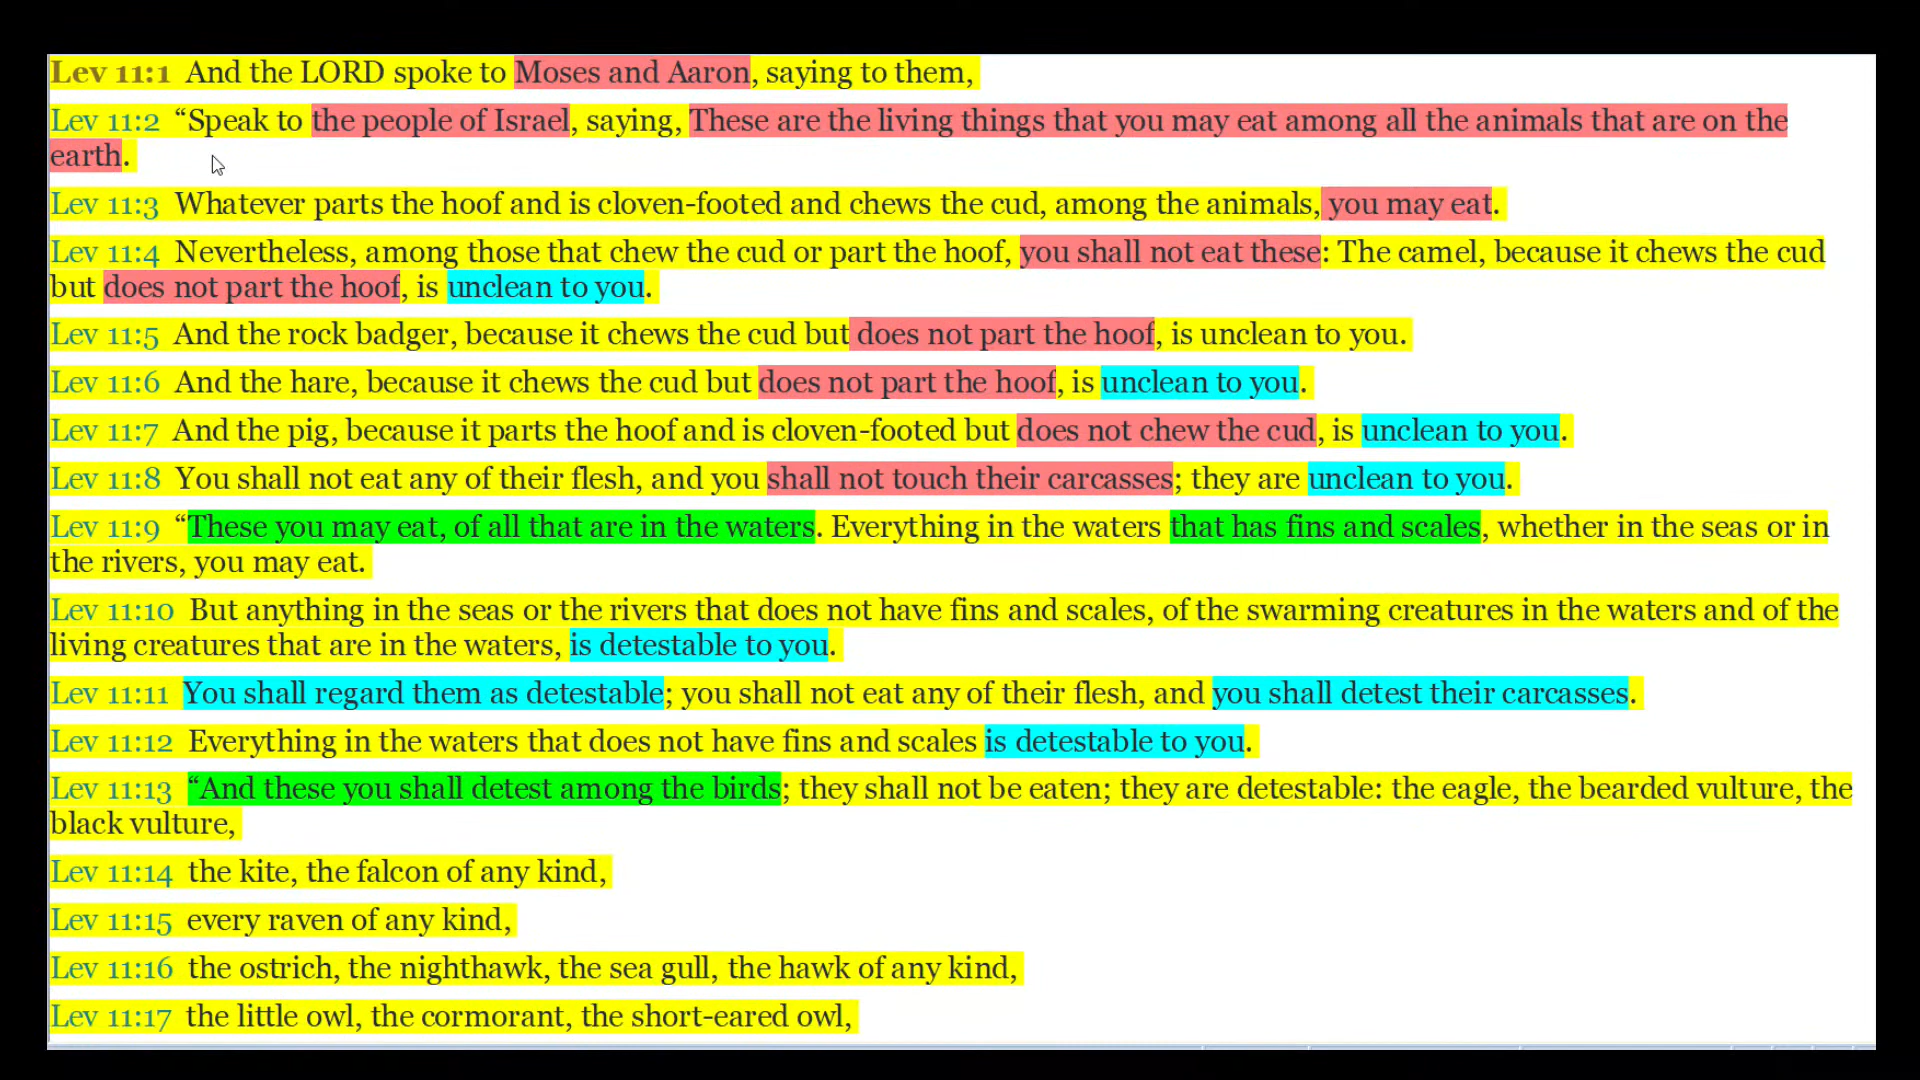 Lev 11:1 And the LORD spoke to Moses and Aaron, saying to them,
Lev 11:2 “Speak to the people of Israel, saying, These are the living things that you may eat among all the animals that are on the
earth.
Lev 11:3 Whatever parts the hoof and is cloven-footed and chews the cud, among the animals, you may eat.
Lev 11:4 Nevertheless, among those that chew the cud or part the hoof, you shall not eat these: The camel, because it chews the cud
but does not part the hoof, is unclean to you.
Lev 11:5 And the rock badger, because it chews the cud but does not part the hoof, is unclean to you.
Lev 11:6 And the hare, because it chews the cud but does not part the hoof, is unclean to you.
Lev 11:7 And the pig, because it parts the hoof and is cloven-footed but does not chew the cud, is unclean to you.
Lev 11:8 You shall not eat any of their flesh, and you shall not touch their carcasses; they are unclean to you.
Lev 11:9 “These you may eat, of all that are in the waters. Everything in the waters that has fins and scales, whether in the seas or in
the rivers, you may eat.
Lev 11:10 But anything in the seas or the rivers that does not have fins and scales, of the swarming creatures in the waters and of the
living creatures that are in the waters, is detestable to you.
Lev 11:11 You shall regard them as detestable; you shall not eat any of their flesh, and you shall detest their carcasses.
Lev 11:12 Everything in the waters that does not have fins and scales is detestable to you.
Lev 11:13 “And these you shall detest among the birds; they shall not be eaten; they are detestable: the eagle, the bearded vulture, the
black vulture,
Lev 11:14 the kite, the falcon of any kind,
Lev 11:15 every raven of any kind,
Lev 11:16 the ostrich, the nighthawk, the sea gull, the hawk of any kind,
Lev 11:17 the little owl, the cormorant, the short-eared owl,